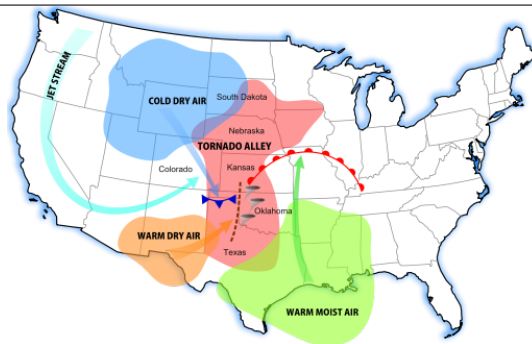 JET STREAM
COLD DRY AIR
South Dakota
Nebraska
TORNADO ALLEY
Colorado
Kansas
Oklahoma
WARM DRY AIR
Texas
WARM MOIST AIR